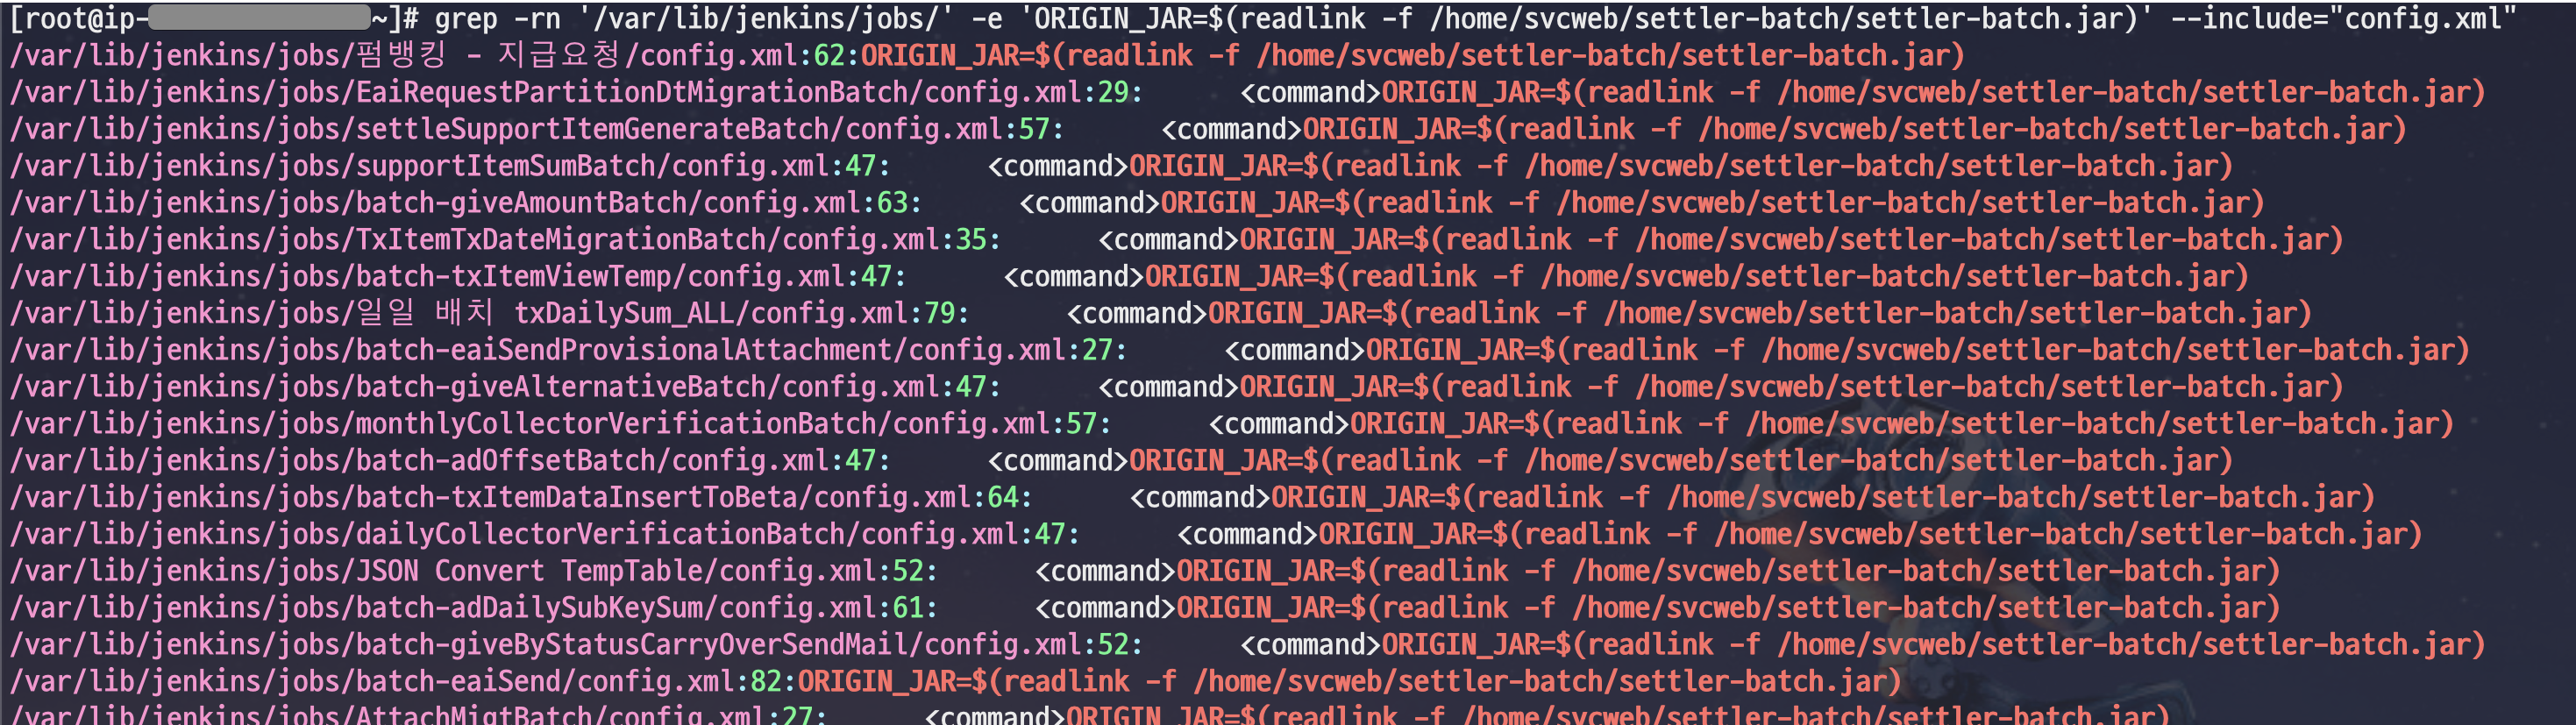 [root@ip- ~]# grep -rn '/var/lib/jenkins/jobs/' -e 'ORIGIN_JAR=$(readlink -f /home/svcweb/settler-batch/settler-batch.jar)' --include="config.xml"
/var/lib/jenkins/jobs/펌뱅킹 - 지급요청/config.xml:62:ORIGIN_JAR=$(readlink -f /home/svcweb/settler-batch/settler-batch.jar)
/var/lib/jenkins/jobs/EaiRequestPartitionDtMigrationBatch/config.xml:29:      <command>ORIGIN_JAR=$(readlink -f /home/svcweb/settler-batch/settler-batch.jar)
/var/lib/jenkins/jobs/settleSupportItemGenerateBatch/config.xml:57:      <command>ORIGIN_JAR=$(readlink -f /home/svcweb/settler-batch/settler-batch.jar)
/var/lib/jenkins/jobs/supportItemSumBatch/config.xml:47:      <command>ORIGIN_JAR=$(readlink -f /home/svcweb/settler-batch/settler-batch.jar)
/var/lib/jenkins/jobs/batch-giveAmountBatch/config.xml:63:      <command>ORIGIN_JAR=$(readlink -f /home/svcweb/settler-batch/settler-batch.jar)
/var/lib/jenkins/jobs/TxItemTxDateMigrationBatch/config.xml:35:      <command>ORIGIN_JAR=$(readlink -f /home/svcweb/settler-batch/settler-batch.jar)
/var/lib/jenkins/jobs/batch-txItemViewTemp/config.xml:47:      <command>ORIGIN_JAR=$(readlink -f /home/svcweb/settler-batch/settler-batch.jar)
/var/lib/jenkins/jobs/일일 배치 txDailySum_ALL/config.xml:79:      <command>ORIGIN_JAR=$(readlink -f /home/svcweb/settler-batch/settler-batch.jar)
/var/lib/jenkins/jobs/batch-eaiSendProvisionalAttachment/config.xml:27:      <command>ORIGIN_JAR=$(readlink -f /home/svcweb/settler-batch/settler-batch.jar)
/var/lib/jenkins/jobs/batch-giveAlternativeBatch/config.xml:47:      <command>ORIGIN_JAR=$(readlink -f /home/svcweb/settler-batch/settler-batch.jar)
/var/lib/jenkins/jobs/monthlyCollectorVerificationBatch/config.xml:57:      <command>ORIGIN_JAR=$(readlink -f /home/svcweb/settler-batch/settler-batch.jar)
/var/lib/jenkins/jobs/batch-adOffsetBatch/config.xml:47:      <command>ORIGIN_JAR=$(readlink -f /home/svcweb/settler-batch/settler-batch.jar)
/var/lib/jenkins/jobs/batch-txItemDataInsertToBeta/config.xml:64:      <command>ORIGIN_JAR=$(readlink -f /home/svcweb/settler-batch/settler-batch.jar)
/var/lib/jenkins/jobs/dailyCollectorVerificationBatch/config.xml:47:      <command>ORIGIN_JAR=$(readlink -f /home/svcweb/settler-batch/settler-batch.jar)
/var/lib/jenkins/jobs/JSON Convert TempTable/config.xml:52:      <command>ORIGIN_JAR=$(readlink -f /home/svcweb/settler-batch/settler-batch.jar)
/var/lib/jenkins/jobs/batch-adDailySubKeySum/config.xml:61:      <command>ORIGIN_JAR=$(readlink -f /home/svcweb/settler-batch/settler-batch.jar)
/var/lib/jenkins/jobs/batch-giveByStatusCarryOverSendMail/config.xml:52:      <command>ORIGIN_JAR=$(readlink -f /home/svcweb/settler-batch/settler-batch.jar)
/var/lib/jenkins/jobs/batch-eaiSend/config.xml:82:ORIGIN_JAR=$(readlink -f /home/svcweb/settler-batch/settler-batch.jar)
/var/lib/jenkins/jobs/AttachMigtBatch/config.xml:27:      <command>ORIGIN_JAR=$(readlink -f /home/svcweb/settler-batch/settler-batch.jar)